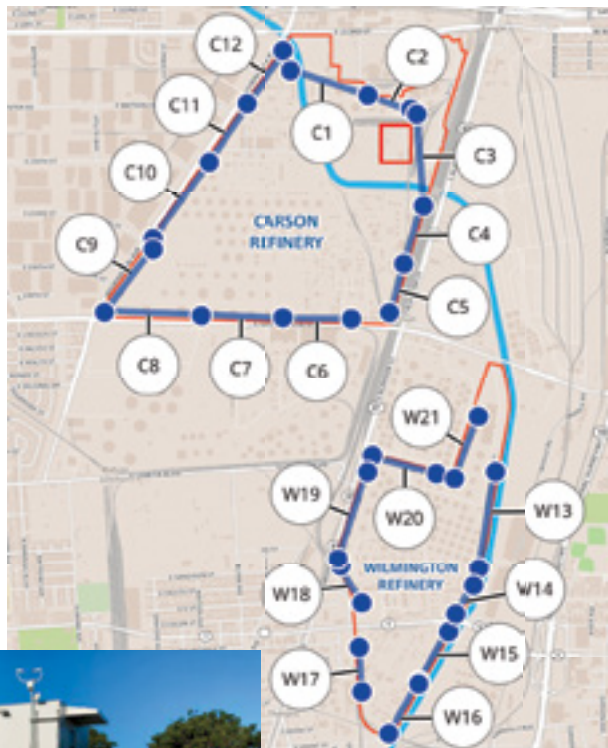 C12
C2
C11
C1
C3
C10
CARSON
REFINERY
C4
C9
C5
C8
C7
C6
W21
W19
W20
W13
WILMINGTON
REFINERY
W18
W14
W17
W15
W16